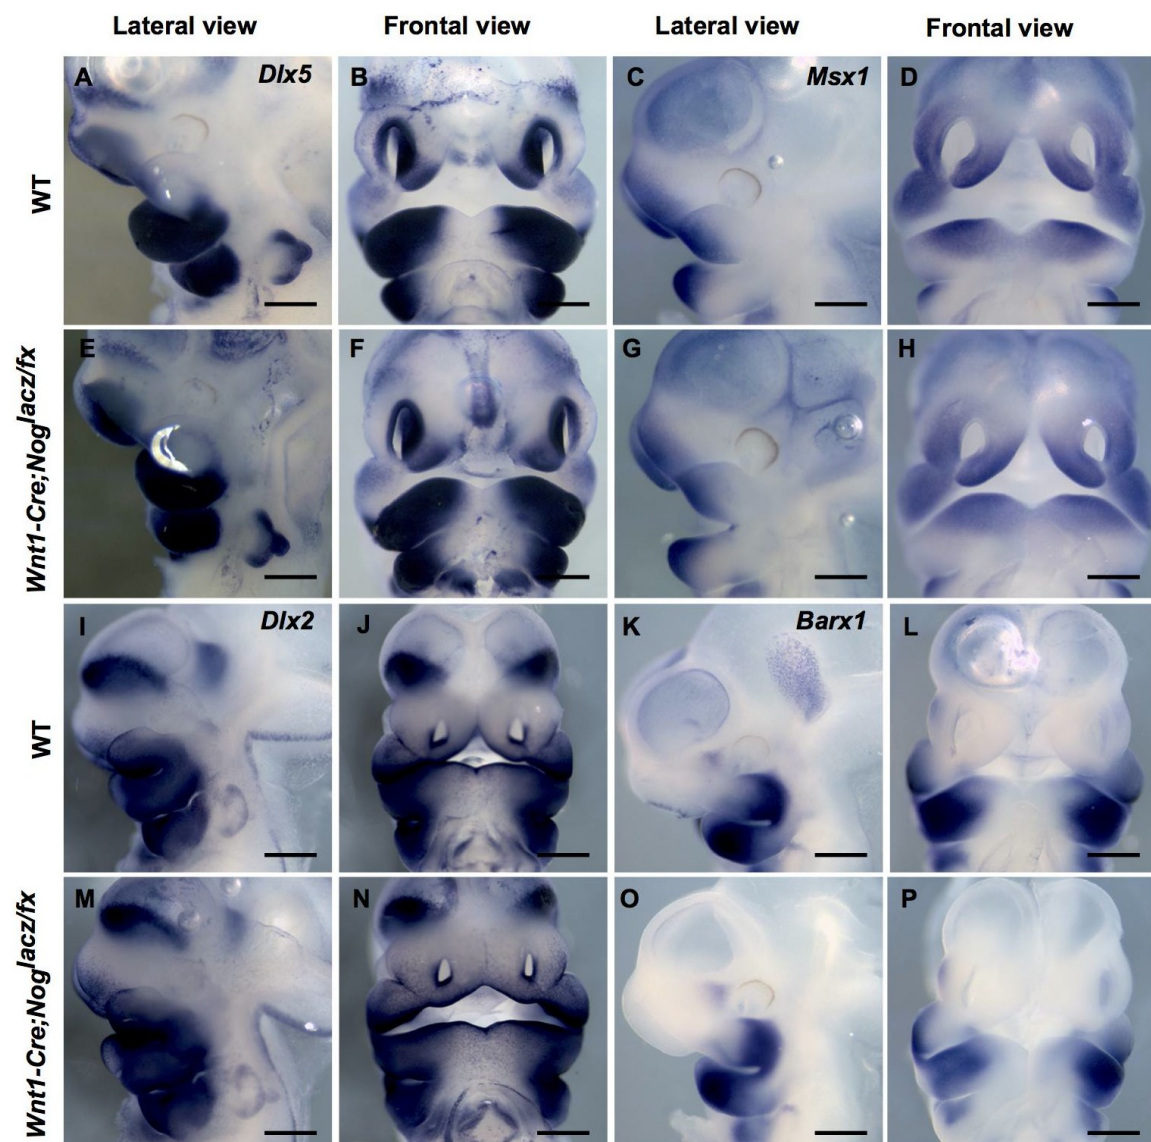 Lateral view Frontal view Lateral view Frontal view
WT
A Dlx5 B C Msx1 D
Wnt1-Cre;Nog lacz/fx
E F G H
WT
I Dlx2 J K Barx1 L
Wnt1-Cre;Nog lacz/fx
M N O P